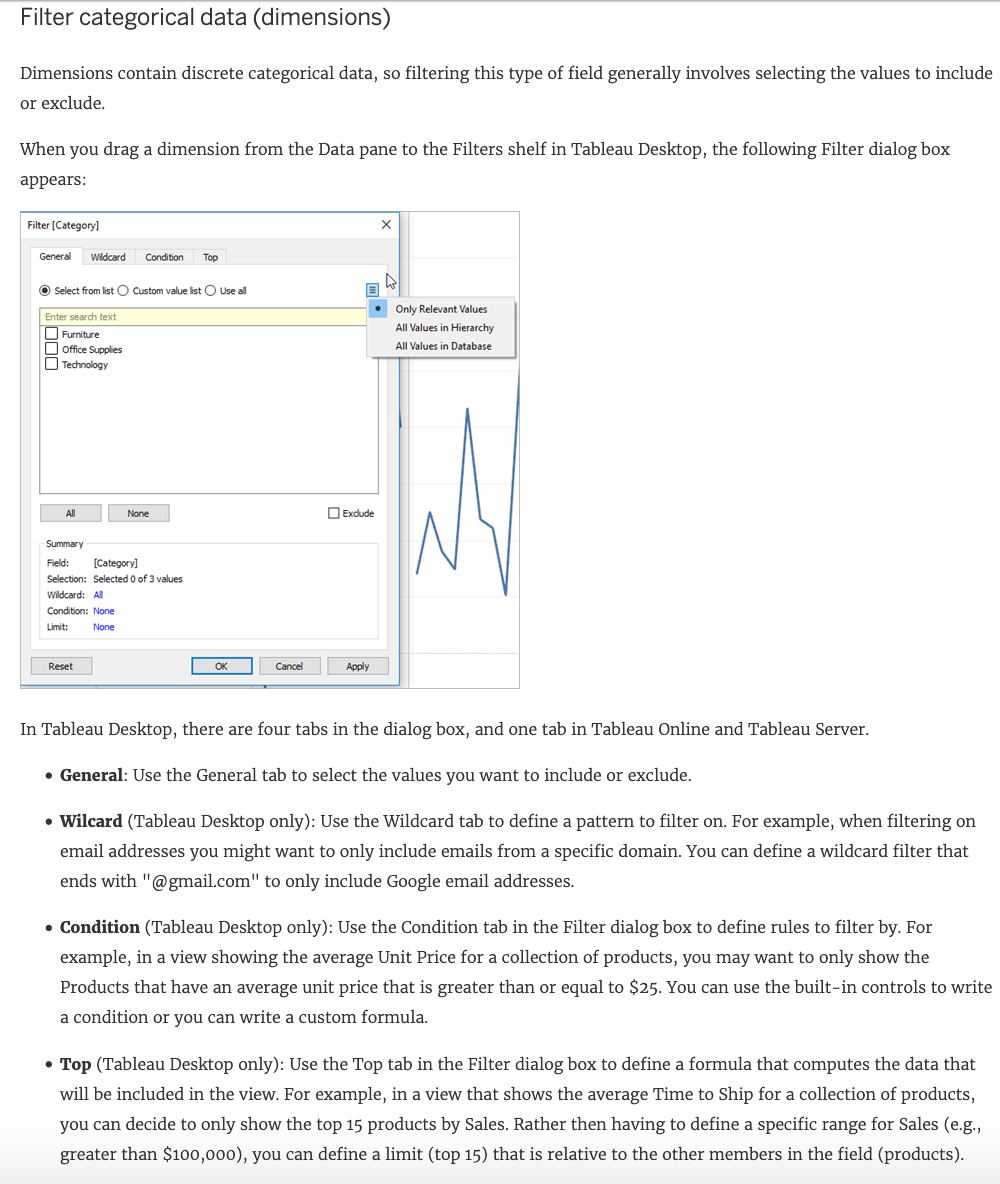 Filter categorical data (dimensions)
Dimensions contain discrete categorical data, so filtering this type of field generally involves selecting the values to include
or exclude.
When you drag a dimension from the Data pane to the Filters shelf in Tableau Desktop, the following Filter dialog box
appears:
Filter [Category]
General Wildcard Condition Top
Select from list Custom value list Use all
Only Relevant Values
All Values in Hierarchy
All Values in Database
Enter search text
Furniture
Office Supplies
Technology
All None Exclude
Summary
Field: [Category]
Selection: Selected 0 of 3 values
Wildcard: All
Condition: None
Limit: None
Reset OK Cancel Apply
In Tableau Desktop, there are four tabs in the dialog box, and one tab in Tableau Online and Tableau Server.
• General: Use the General tab to select the values you want to include or exclude.
• Wilcard (Tableau Desktop only): Use the Wildcard tab to define a pattern to filter on. For example, when filtering on
email addresses you might want to only include emails from a specific domain. You can define a wildcard filter that
ends with "@gmail.com" to only include Google email addresses.
• Condition (Tableau Desktop only): Use the Condition tab in the Filter dialog box to define rules to filter by. For
example, in a view showing the average Unit Price for a collection of products, you may want to only show the
Products that have an average unit price that is greater than or equal to $25. You can use the built-in controls to write
a condition or you can write a custom formula.
• Top (Tableau Desktop only): Use the Top tab in the Filter dialog box to define a formula that computes the data that
will be included in the view. For example, in a view that shows the average Time to Ship for a collection of products,
you can decide to only show the top 15 products by Sales. Rather then having to define a specific range for Sales (e.g.,
greater than $100,000), you can define a limit (top 15) that is relative to the other members in the field (products).